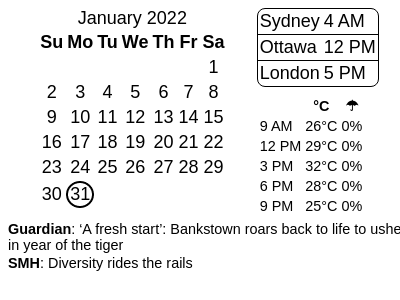 January 2022
Su Mo Tu We Th Fr Sa
1
2 3 4 5 6 7 8
9 10 11 12 13 14 15
16 17 18 19 20 21 22
23 24 25 26 27 28 29
30 31
Sydney 4 AM
Ottawa 12 PM
London 5 PM
°C ☂
9 AM 26°C 0%
12 PM 29°C 0%
3 PM 32°C 0%
6 PM 28°C 0%
9 PM 25°C 0%
Guardian: ‘A fresh start’: Bankstown roars back to life to ushe
in year of the tiger
SMH: Diversity rides the rails